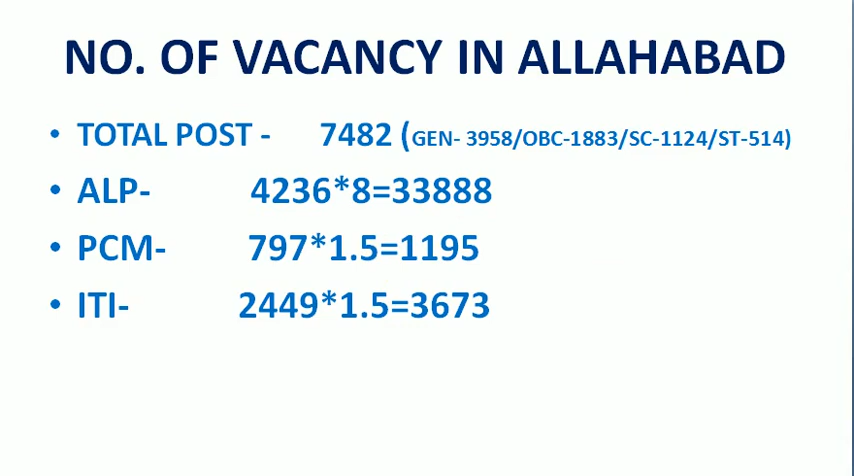 NO. OF VACANCY IN ALLAHABAD
• TOTAL POST - 7482 (GEN- 3958/OBC-1883/SC-1124/ST-514)
• ALP- 4236*8=33888
• PCM- 797*1.5=1195
• ITI- 2449*1.5=3673